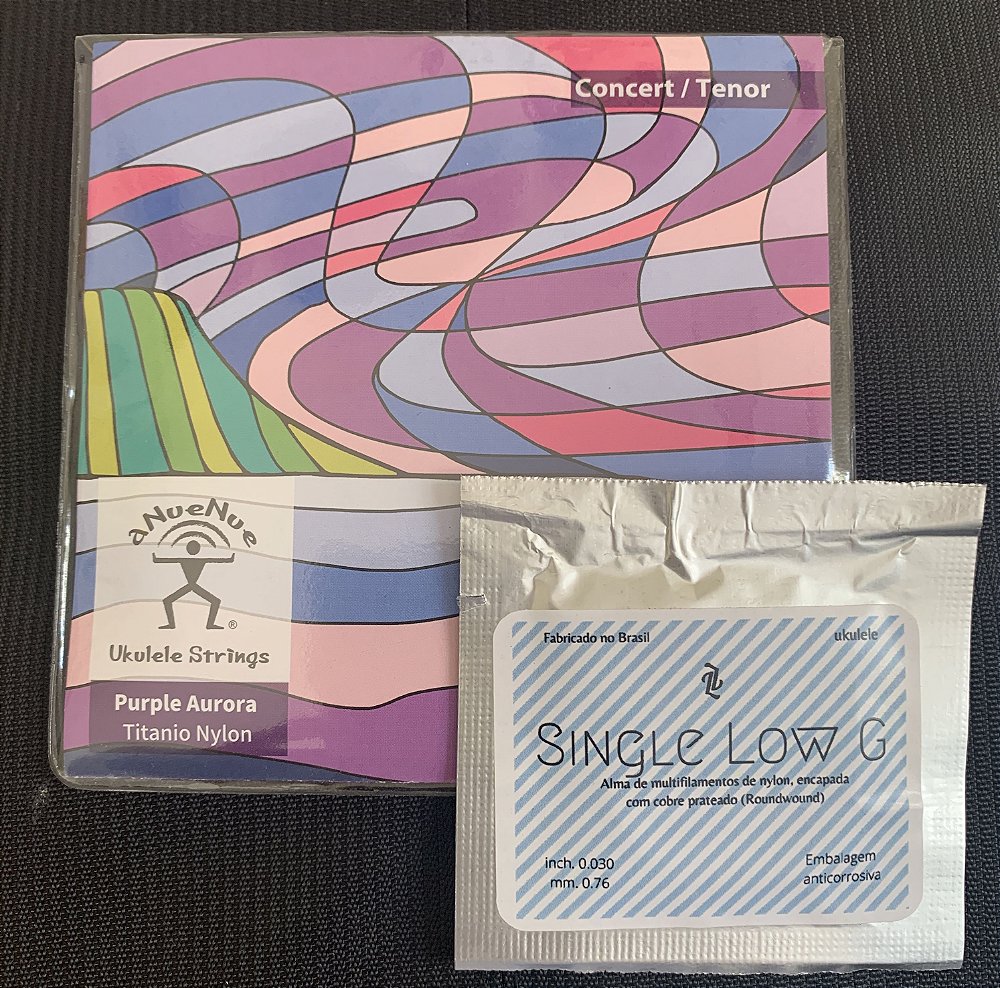 Concert / Tenor
aNueNue
®
Ukulele Strings
Purple Aurora
Titanio Nylon
Fabricado no Brasil
ukulele
Single Low G
Alma de multifilamentos de nylon, encapada
com cobre prateado (Roundwound)
inch. 0.030
mm. 0.76
Embalagem
anticorrosiva